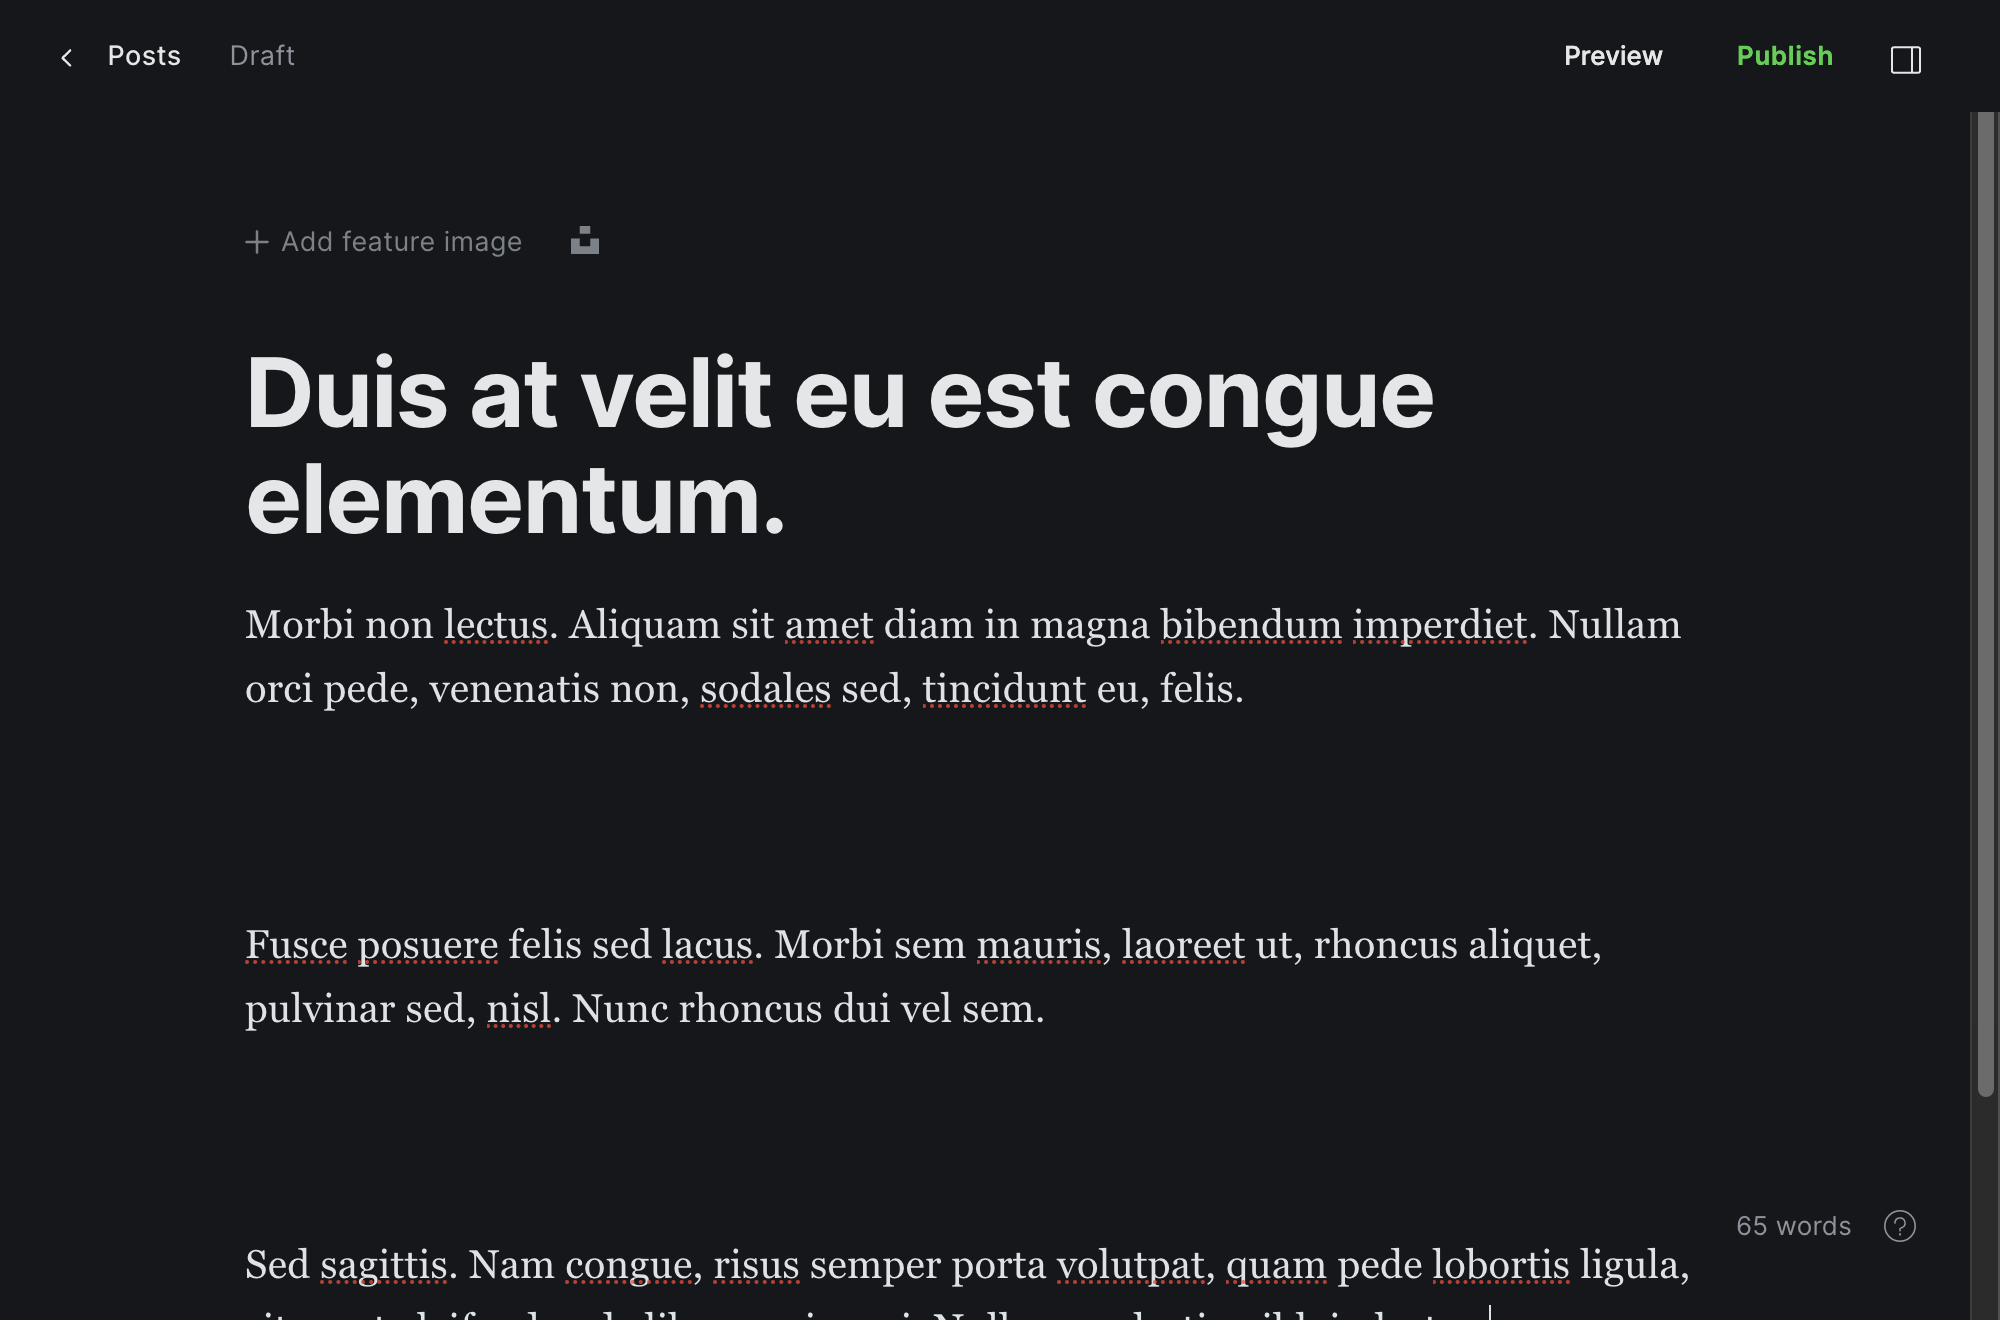 Posts Draft Preview Publish
Add feature image
Duis at velit eu est congue
elementum.
Morbi non lectus. Aliquam sit amet diam in magna bibendum imperdiet. Nullam
orci pede, venenatis non, sodales sed, tincidunt eu, felis.
Fusce posuere felis sed lacus. Morbi sem mauris, laoreet ut, rhoncus aliquet,
pulvinar sed, nisl. Nunc rhoncus dui vel sem.
65 words
Sed sagittis. Nam congue, risus semper porta volutpat, quam pede lobortis ligula,